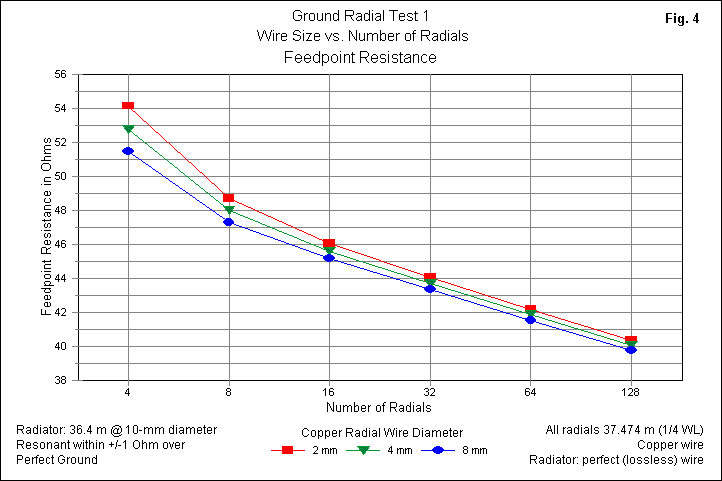 Ground Radial Test 1
Fig. 4
Wire Size vs. Number of Radials
Feedpoint Resistance
Feedpoint Resistance in Ohms
56
54
52
50
48
46
44
42
40
38
4 8 16 32 64 128
Number of Radials
Radiator: 36.4 m @ 10-mm diameter
Resonant within +/-1 Ohm over
Perfect Ground
Copper Radial Wire Diameter
2 mm 4 mm 8 mm
All radials 37.474 m (1/4 WL)
Copper wire
Radiator: perfect (lossless) wire